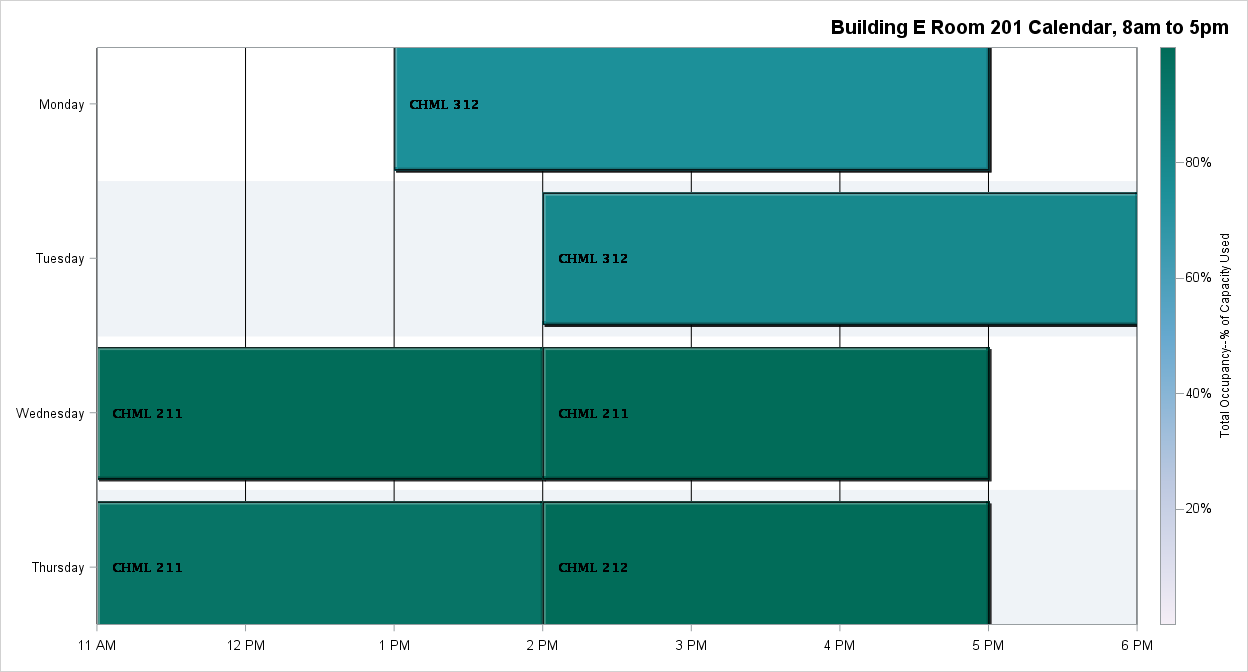 Building E Room 201 Calendar, 8am to 5pm
Monday
CHML 312
Tuesday
CHML 312
Wednesday
CHML 211
CHML 211
Thursday
CHML 211
CHML 212
11 AM
12 PM
1 PM
2 PM
3 PM
4 PM
5 PM
6 PM
80%
60%
40%
20%
Total Occupancy--% of Capacity Used